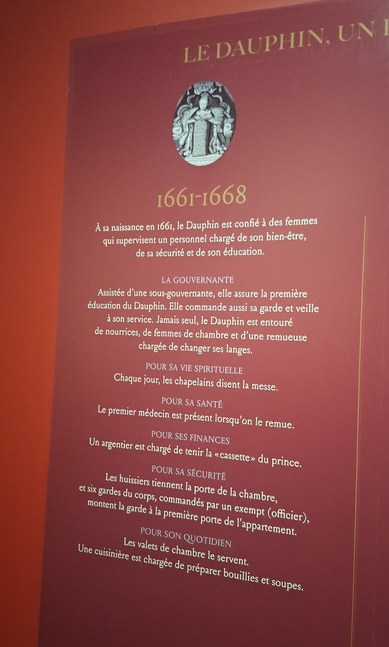 LE DAUPHIN, UN
1661-1668
À sa naissance en 1661, le Dauphin est confié à des femmes
qui supervisent un personnel chargé de son bien-être,
de sa sécurité et de son éducation.
LA GOUVERNANTE
Assistée d'une sous-gouvernante, elle assure la première
éducation du Dauphin. Elle commande aussi sa garde et veille
à son service. Jamais seul, le Dauphin est entouré
de nourrices, de femmes de chambre et d'une remueuse
chargée de changer ses langes.
POUR SA VIE SPIRITUELLE
Chaque jour, les chapelains disent la messe.
POUR SA SANTÉ
Le premier médecin est présent lorsqu'on le remue.
POUR SES FINANCES
Un argentier est chargé de tenir la «cassette» du prince.
POUR SA SÉCURITÉ
Les huissiers tiennent la porte de la chambre,
et six gardes du corps, commandés par un exempt (officier),
montent la garde à la première porte de l'appartement.
POUR SON QUOTIDIEN
Les valets de chambre le servent.
Une cuisinière est chargée de préparer bouillies et soupes.